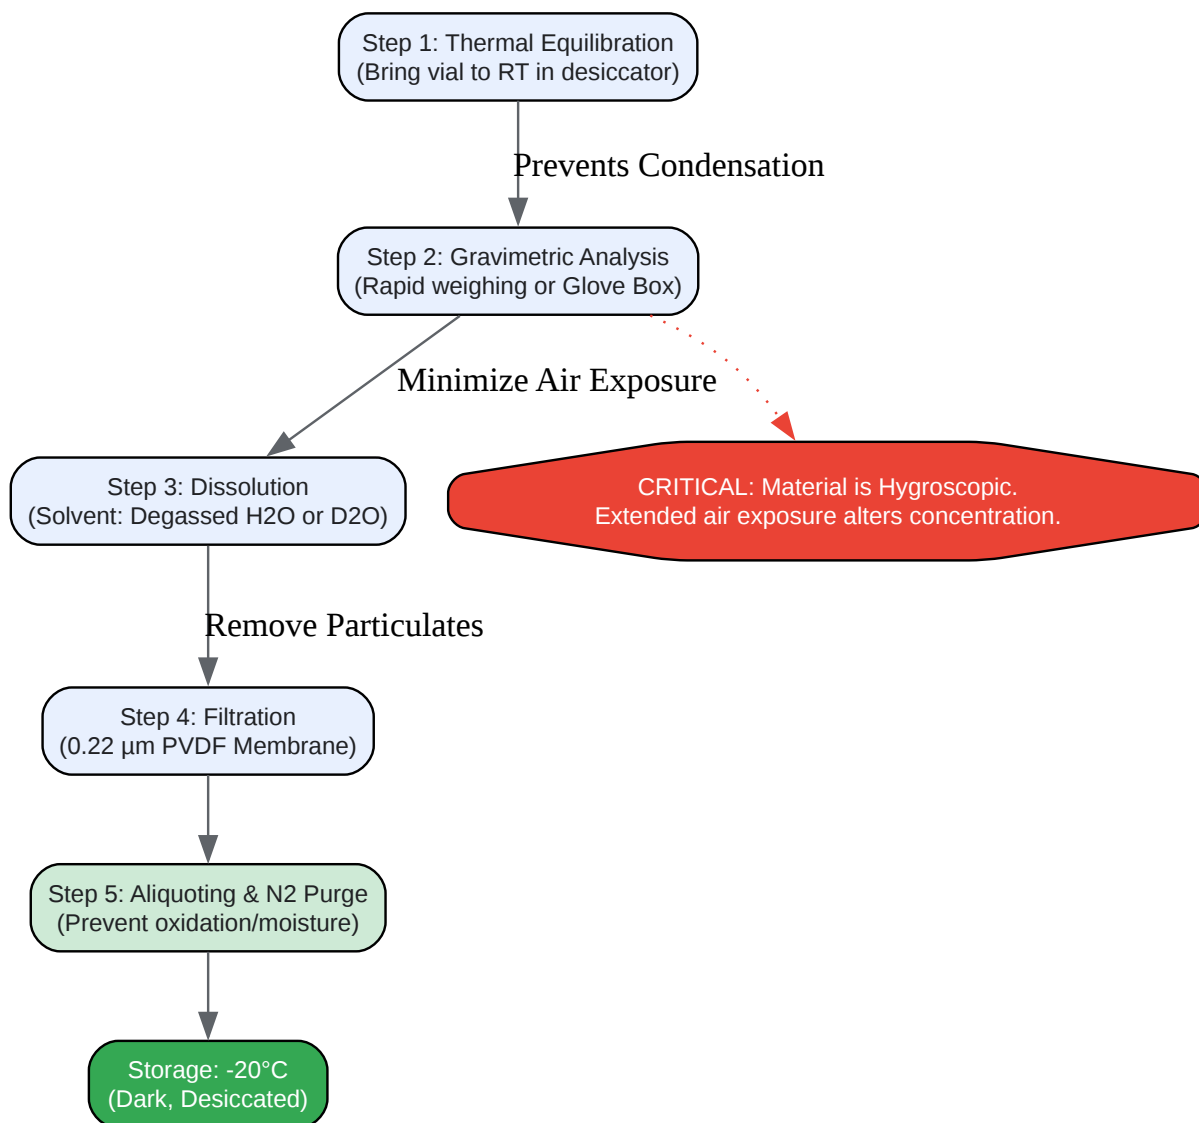 Step 1: Thermal Equilibration
(Bring vial to RT in desiccator)
Prevents Condensation
Step 2: Gravimetric Analysis
(Rapid weighing or Glove Box)
Minimize Air Exposure
Step 3: Dissolution
(Solvent: Degassed H2O or D2O)
CRITICAL: Material is Hygroscopic.
Extended air exposure alters concentration.
Remove Particulates
Step 4: Filtration
(0.22 µm PVDF Membrane)
Step 5: Aliquoting & N2 Purge
(Prevent oxidation/moisture)
Storage: -20°C
(Dark, Desiccated)